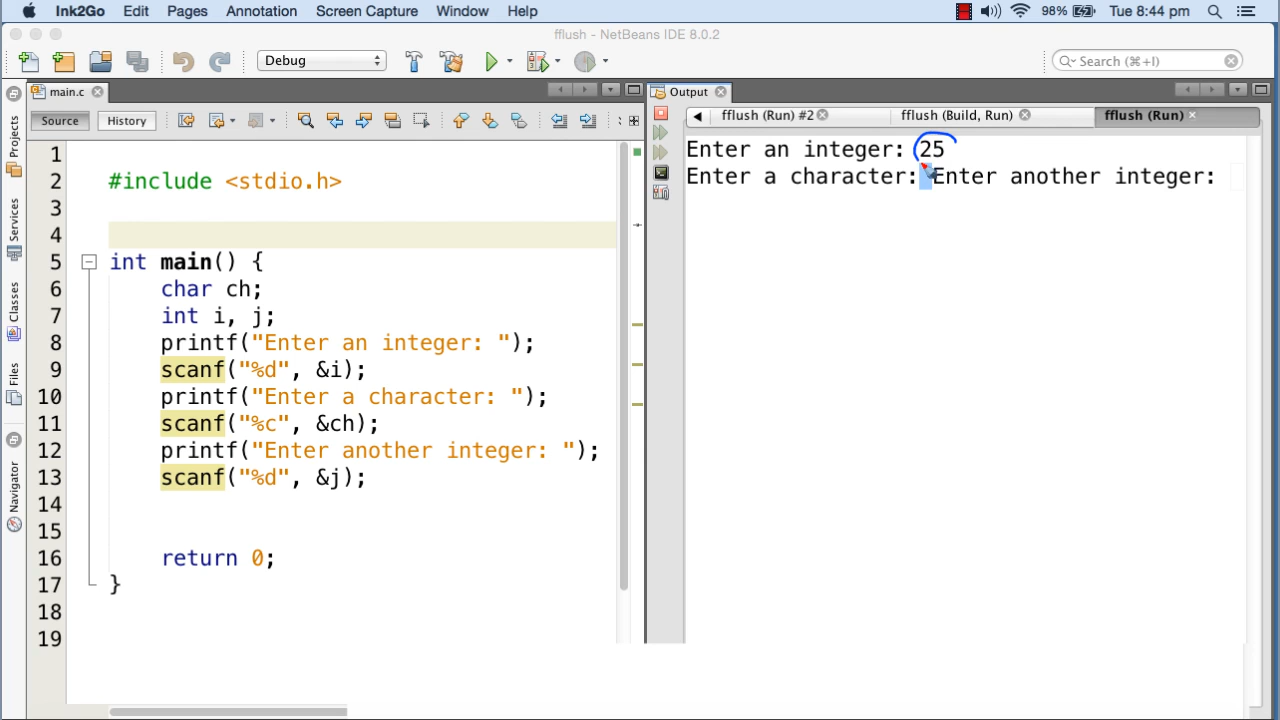 Ink2Go Edit Pages Annotation Screen Capture Window Help 98% Tue 8:44 pm
fflush - NetBeans IDE 8.0.2
Debug
Search (⌘+I)
main.c
Output
Source History
fflush (Run) #2 fflush (Build, Run) fflush (Run)
Projects
Services
Classes
Files
Navigator
1
2 #include <stdio.h>
3
4
5 int main() {
6 char ch;
7 int i, j;
8 printf("Enter an integer: ");
9 scanf("%d", &i);
10 printf("Enter a character: ");
11 scanf("%c", &ch);
12 printf("Enter another integer: ");
13 scanf("%d", &j);
14
15
16 return 0;
17 }
18
19
Enter an integer: 25
Enter a character: Enter another integer: